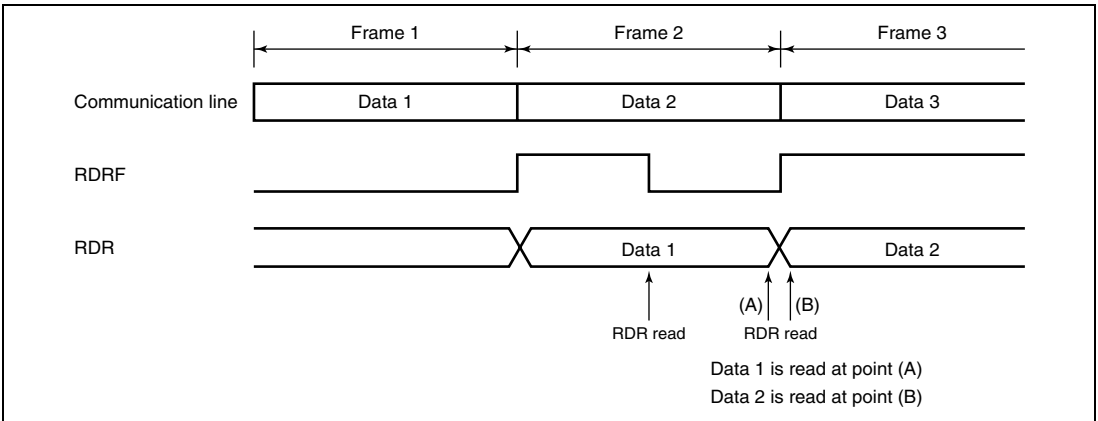 Frame 1 Frame 2 Frame 3
Communication line Data 1 Data 2 Data 3
RDRF
RDR Data 1 Data 2
(A) (B)
RDR read RDR read
Data 1 is read at point (A)
Data 2 is read at point (B)